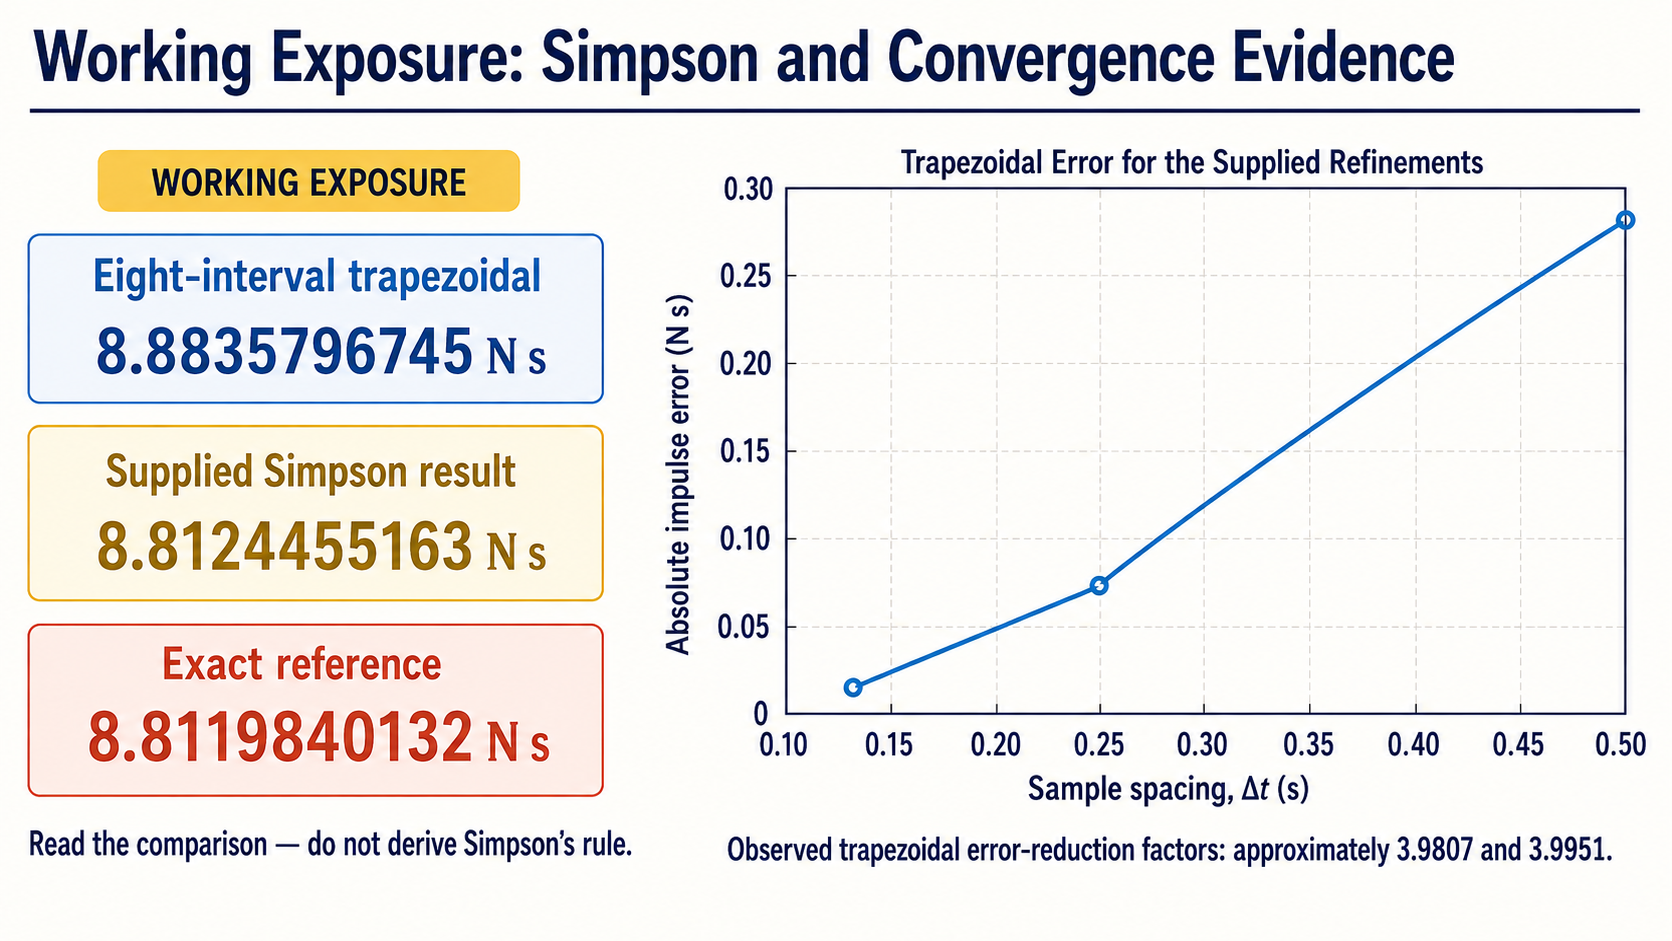 Working Exposure: Simpson and Convergence Evidence
WORKING EXPOSURE
Eight-interval trapezoidal
8.8835796745 N s
Supplied Simpson result
8.8124455163 N s
Exact reference
8.8119840132 N s
Read the comparison — do not derive Simpson's rule.
Trapezoidal Error for the Supplied Refinements
Absolute impulse error (N s)
0.30
0.25
0.20
0.15
0.10
0.05
0
0.10 0.15 0.20 0.25 0.30 0.35 0.40 0.45 0.50
Sample spacing, Δt (s)
Observed trapezoidal error-reduction factors: approximately 3.9807 and 3.9951.